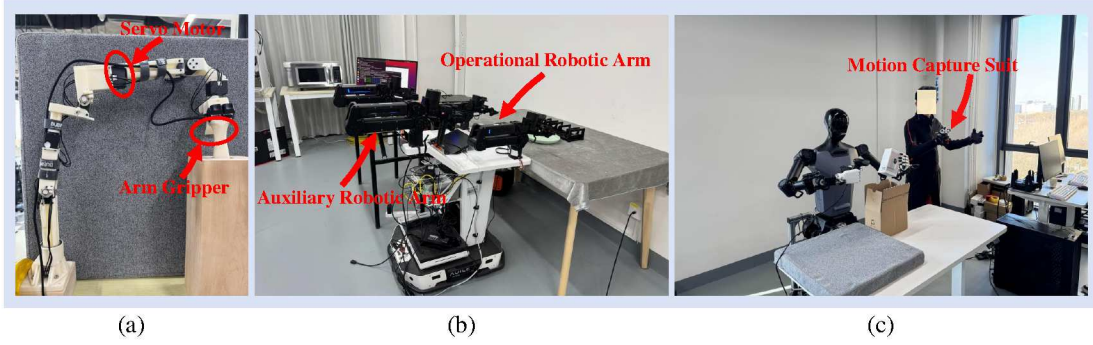 Servo Motor
Arm Gripper
Operational Robotic Arm
Auxiliary Robotic Arm
Motion Capture Suit
(a)
(b)
(c)